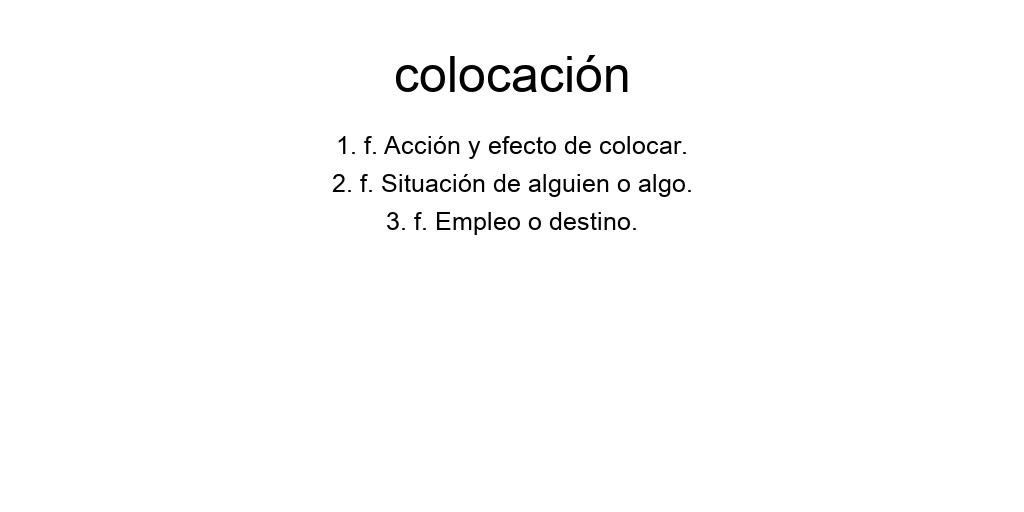 colocación
1. f. Acción y efecto de colocar.
2. f. Situación de alguien o algo.
3. f. Empleo o destino.